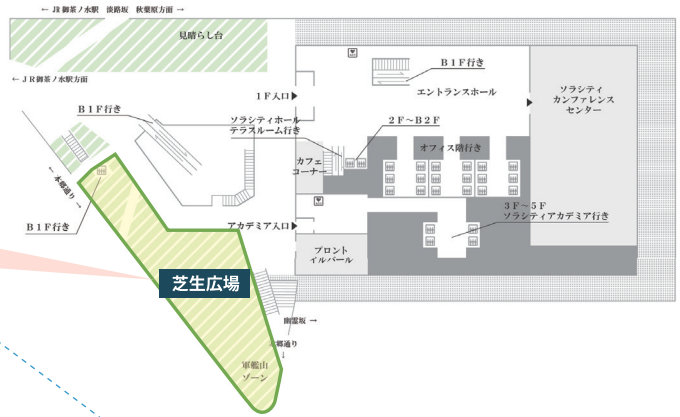 ← JR御茶ノ水駅 淡路坂 秋葉原方面 →
見晴らし台
← JR御茶ノ水駅方面
B1F行き
1F入口▶
エントランスホール
ソラシティ
カンファレンス
センター
B1F行き
ソラシティホール
テラスルーム行き
2F〜B2F
オフィス階行き
カフェ
コーナー
← 本郷通り →
B1F行き
アカデミア入口▶
3F〜5F
ソラシティアカデミア行き
ブロント
イルバール
芝生広場
幽霊坂 →
本郷通り
↓
軍艦山
ゾーン